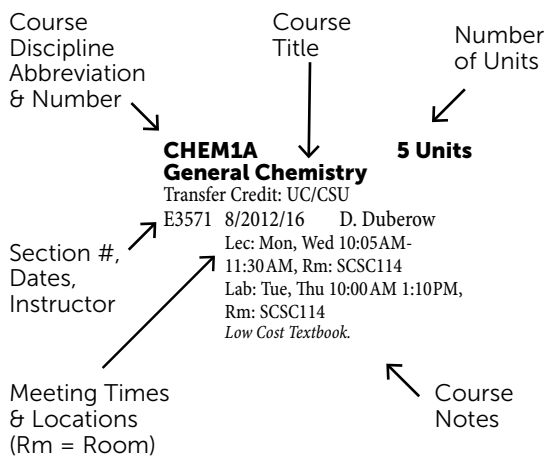 Course
Discipline
Abbreviation
& Number
Course
Title
Number
of Units
CHEM1A 5 Units
General Chemistry
Transfer Credit: UC/CSU
E3571 8/2012/16 D. Duberow
Lec: Mon, Wed 10:05AM-
11:30AM, Rm: SCSC114
Lab: Tue, Thu 10:00AM 1:10PM,
Rm: SCSC114
Low Cost Textbook.
Section #,
Dates,
Instructor
Meeting Times
& Locations
(Rm = Room)
Course
Notes